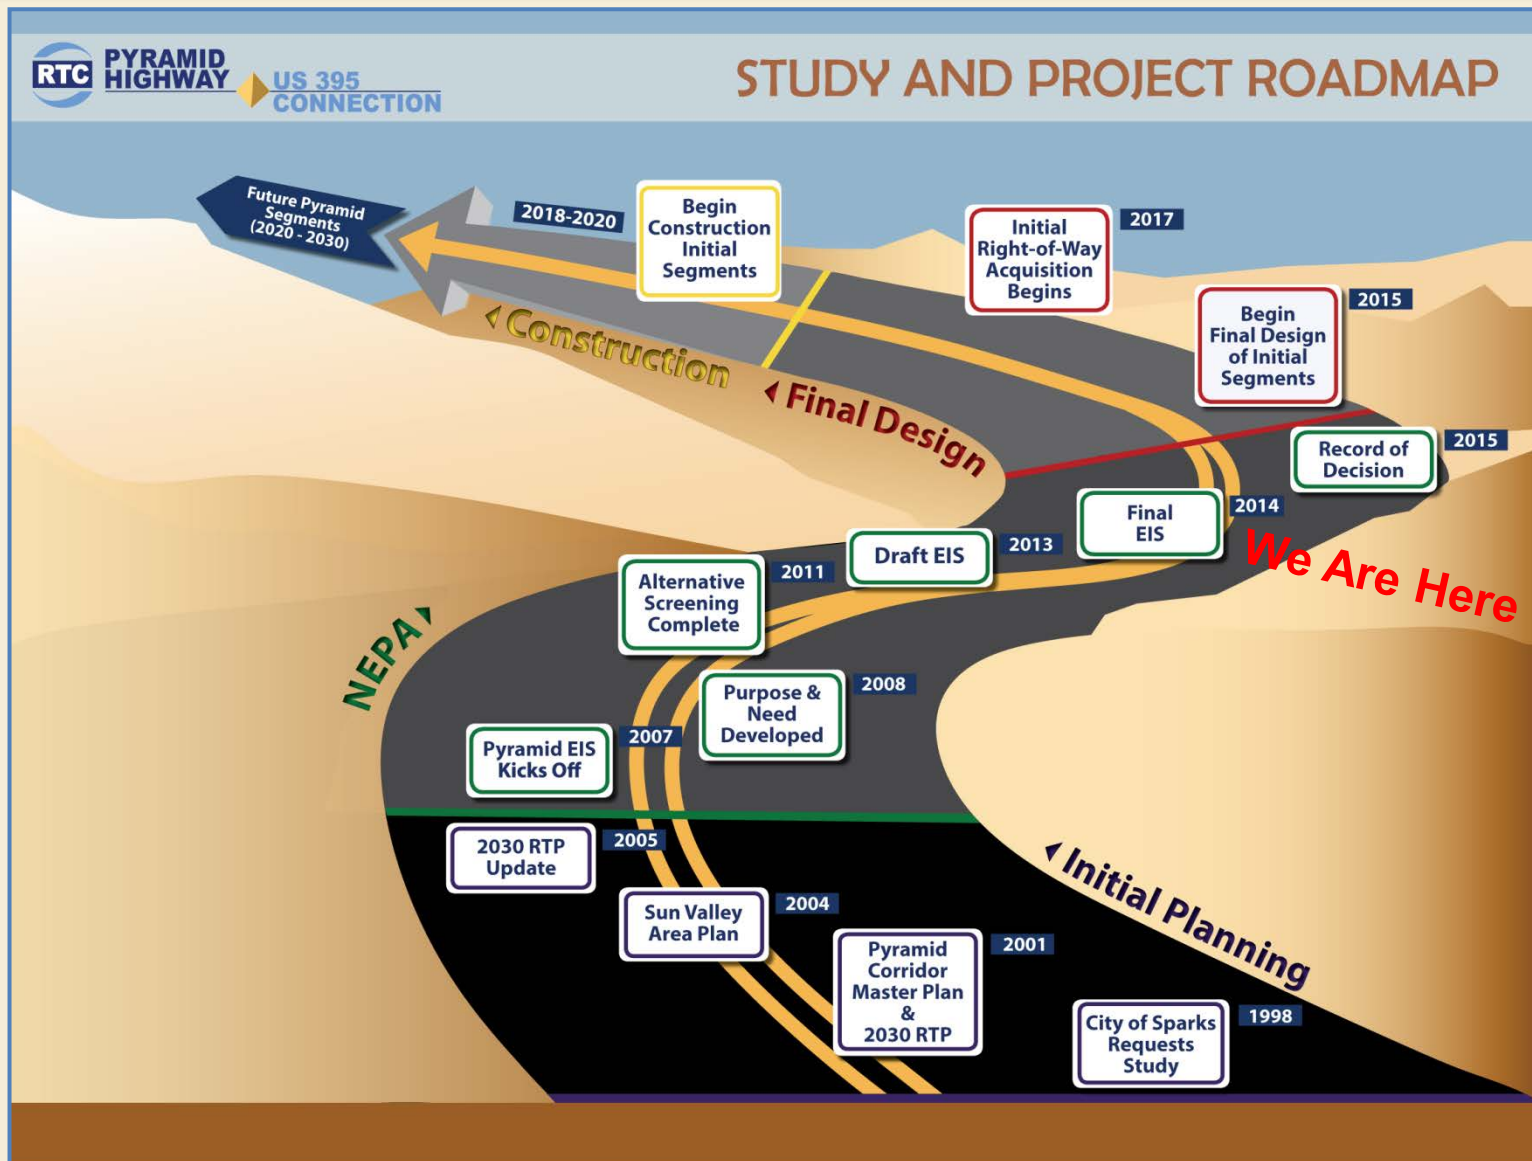 RTC
PYRAMID
HIGHWAY
US 395
CONNECTION
STUDY AND PROJECT ROADMAP
Future Pyramid
Segments
(2020 - 2030)
2018-2020
Begin
Construction
Initial
Segments
Initial
Right-of-Way
Acquisition
Begins
2017
Begin
Final Design
of Initial
Segments
2015
Construction
Final Design
Record of
Decision
2015
Final
EIS
2014
We Are Here
Draft EIS
2013
Alternative
Screening
Complete
2011
NEPA
Purpose &
Need
Developed
2008
Pyramid EIS
Kicks Off
2007
2030 RTP
Update
2005
Initial Planning
Sun Valley
Area Plan
2004
Pyramid
Corridor
Master Plan
&
2030 RTP
2001
City of Sparks
Requests
Study
1998